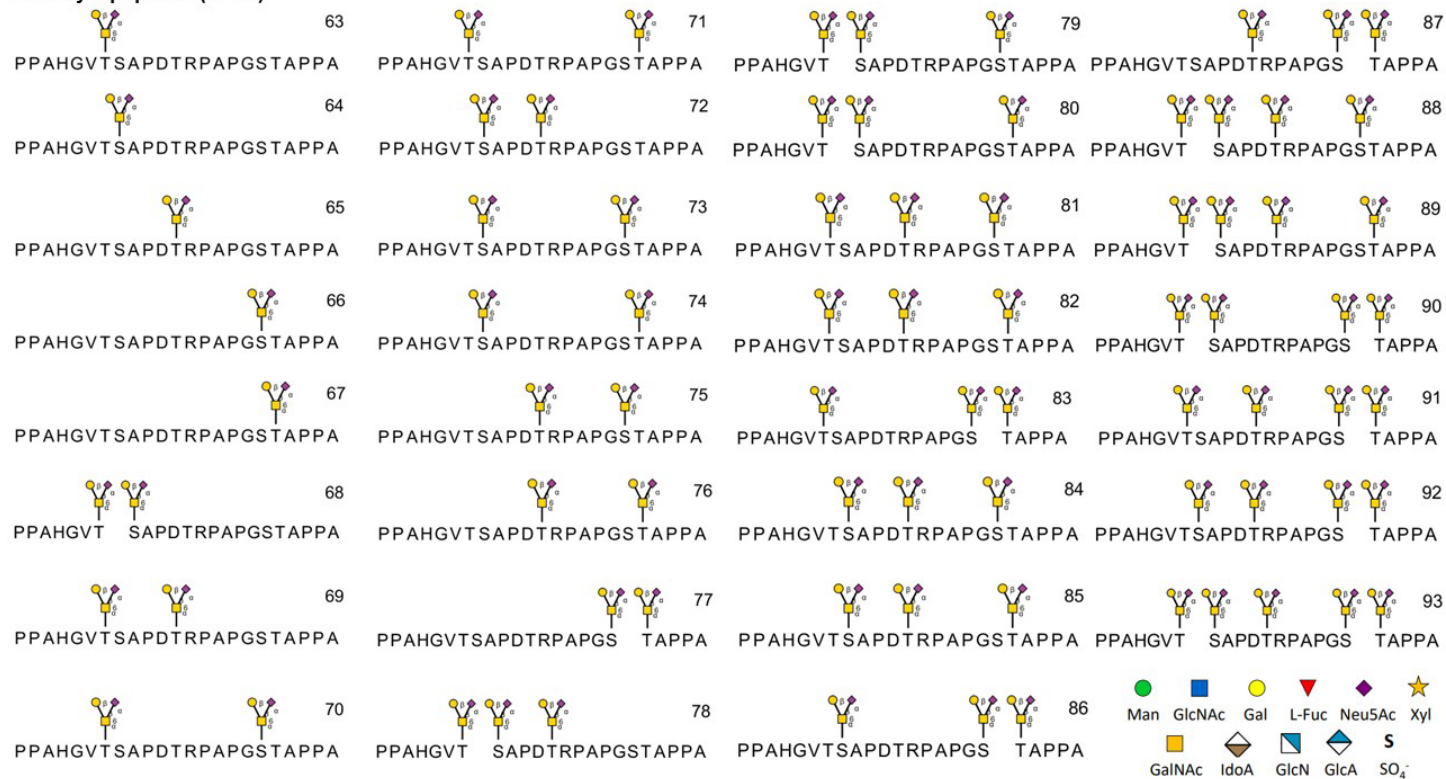 63
PPAHGVTSAPDTRPAPGSTAPPA
64
PPAHGVTSAPDTRPAPGSTAPPA
65
PPAHGVTSAPDTRPAPGSTAPPA
66
PPAHGVTSAPDTRPAPGSTAPPA
67
PPAHGVTSAPDTRPAPGSTAPPA
68
PPAHGVT SAPDTRPAPGSTAPPA
69
PPAHGVTSAPDTRPAPGSTAPPA
70
PPAHGVTSAPDTRPAPGSTAPPA
71
PPAHGVTSAPDTRPAPGSTAPPA
72
PPAHGVTSAPDTRPAPGSTAPPA
73
PPAHGVTSAPDTRPAPGSTAPPA
74
PPAHGVTSAPDTRPAPGSTAPPA
75
PPAHGVTSAPDTRPAPGSTAPPA
76
PPAHGVTSAPDTRPAPGSTAPPA
77
PPAHGVTSAPDTRPAPGS TAPPA
78
PPAHGVT SAPDTRPAPGSTAPPA
79
PPAHGVT SAPDTRPAPGSTAPPA
80
PPAHGVT SAPDTRPAPGSTAPPA
81
PPAHGVTSAPDTRPAPGSTAPPA
82
PPAHGVTSAPDTRPAPGSTAPPA
83
PPAHGVTSAPDTRPAPGS TAPPA
84
PPAHGVTSAPDTRPAPGSTAPPA
85
PPAHGVTSAPDTRPAPGSTAPPA
86
PPAHGVTSAPDTRPAPGS TAPPA
87
PPAHGVTSAPDTRPAPGS TAPPA
88
PPAHGVT SAPDTRPAPGSTAPPA
89
PPAHGVT SAPDTRPAPGSTAPPA
90
PPAHGVT SAPDTRPAPGS TAPPA
91
PPAHGVTSAPDTRPAPGS TAPPA
92
PPAHGVTSAPDTRPAPGS TAPPA
93
PPAHGVT SAPDTRPAPGS TAPPA
Man GlcNAc Gal L-Fuc Neu5Ac Xyl
S
GalNAc IdoA GlcN GlcA SO₄⁻